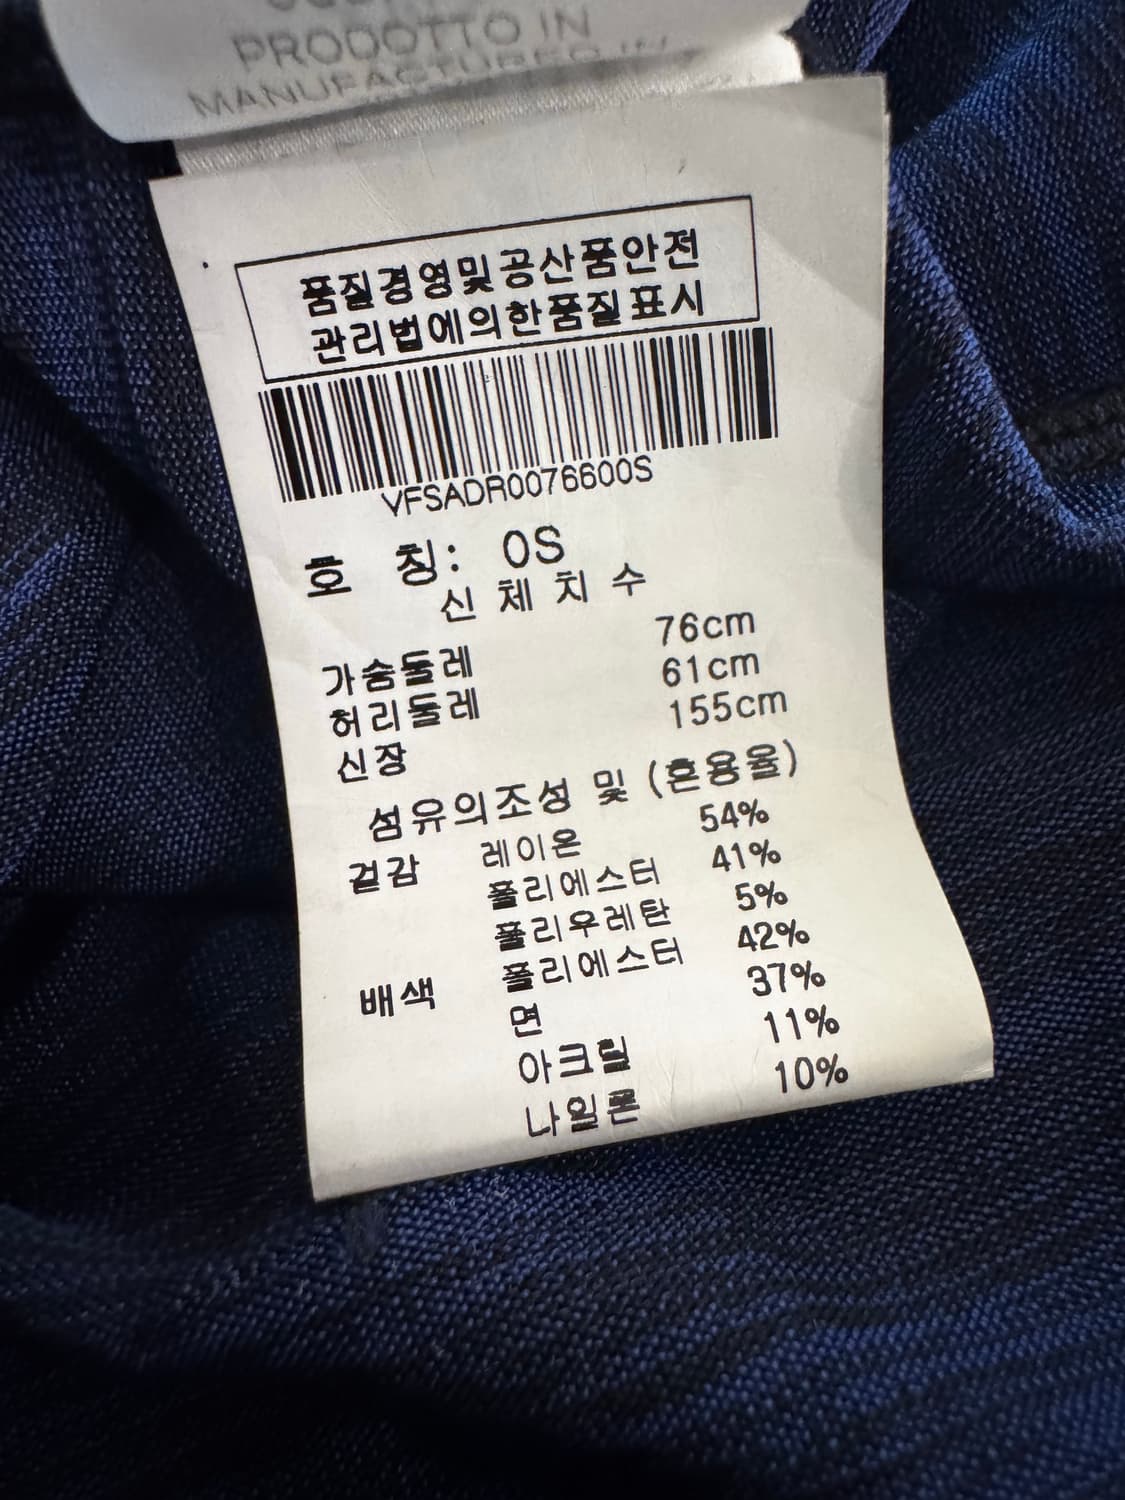 PRODOTTO IN
MANUFACTURED IN
품질경영및공산품안전
관리법에의한품질표시
VFSADR0076600S
호 칭: 0S
신 체 치 수
가슴둘레 76cm
허리둘레 61cm
신장 155cm
섬유의조성 및 (혼용율)
겉감 레이온 54%
폴리에스터 41%
폴리우레탄 5%
배색 폴리에스터 42%
면 37%
아크릴 11%
나일론 10%